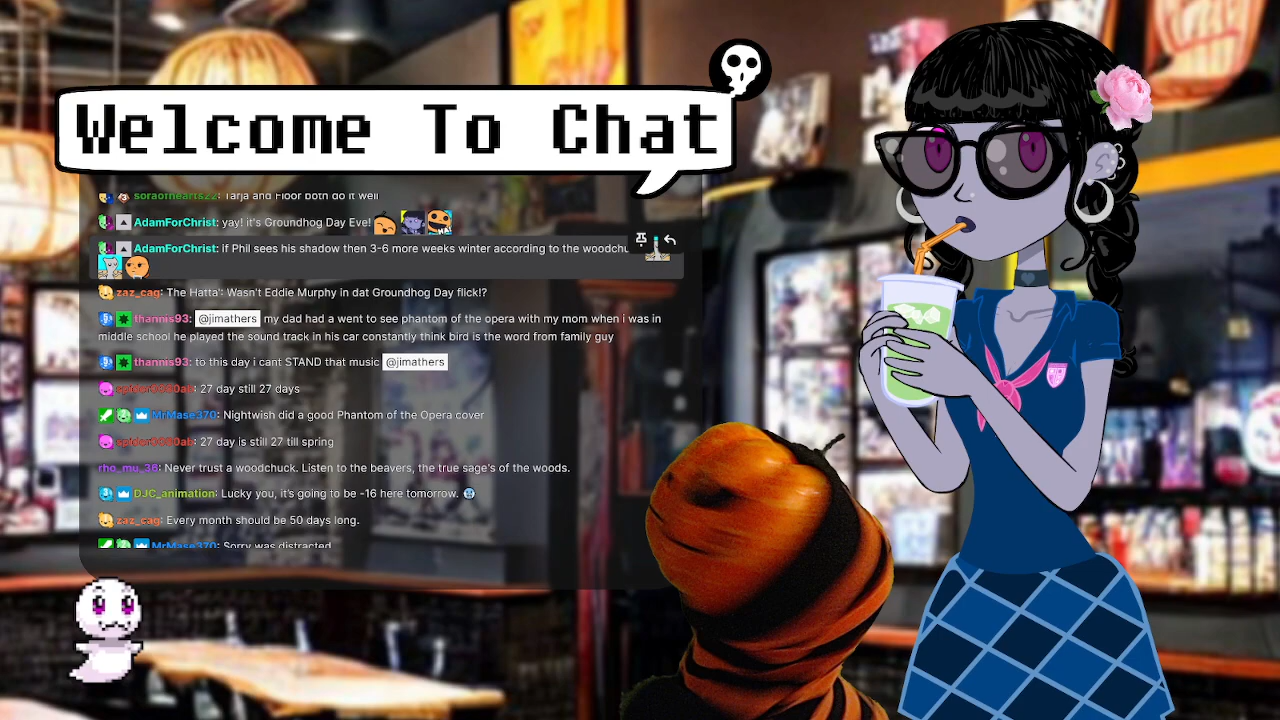 Welcome To Chat
soraofhearts22: Tarja and Floor both do it well
AdamForChrist: yay! it's Groundhog Day Eve!
AdamForChrist: if Phil sees his shadow then 3-6 more weeks winter according to the woodchu
zaz_cag: The Hatta': Wasn't Eddie Murphy in dat Groundhog Day flick!?
thannis93: @jimathers my dad had a went to see phantom of the opera with my mom when i was in
middle school he played the sound track in his car constantly think bird is the word from family guy
thannis93: to this day i cant STAND that music @jimathers
27 day still 27 days
MrMase370: Nightwish did a good Phantom of the Opera cover
27 day is still 27 till spring
rho_mu_36: Never trust a woodchuck. Listen to the beavers, the true sage's of the woods.
DJC_animation: Lucky you, it's going to be -16 here tomorrow.
zaz_cag: Every month should be 50 days long.
MrMase370: Sorry was distracted